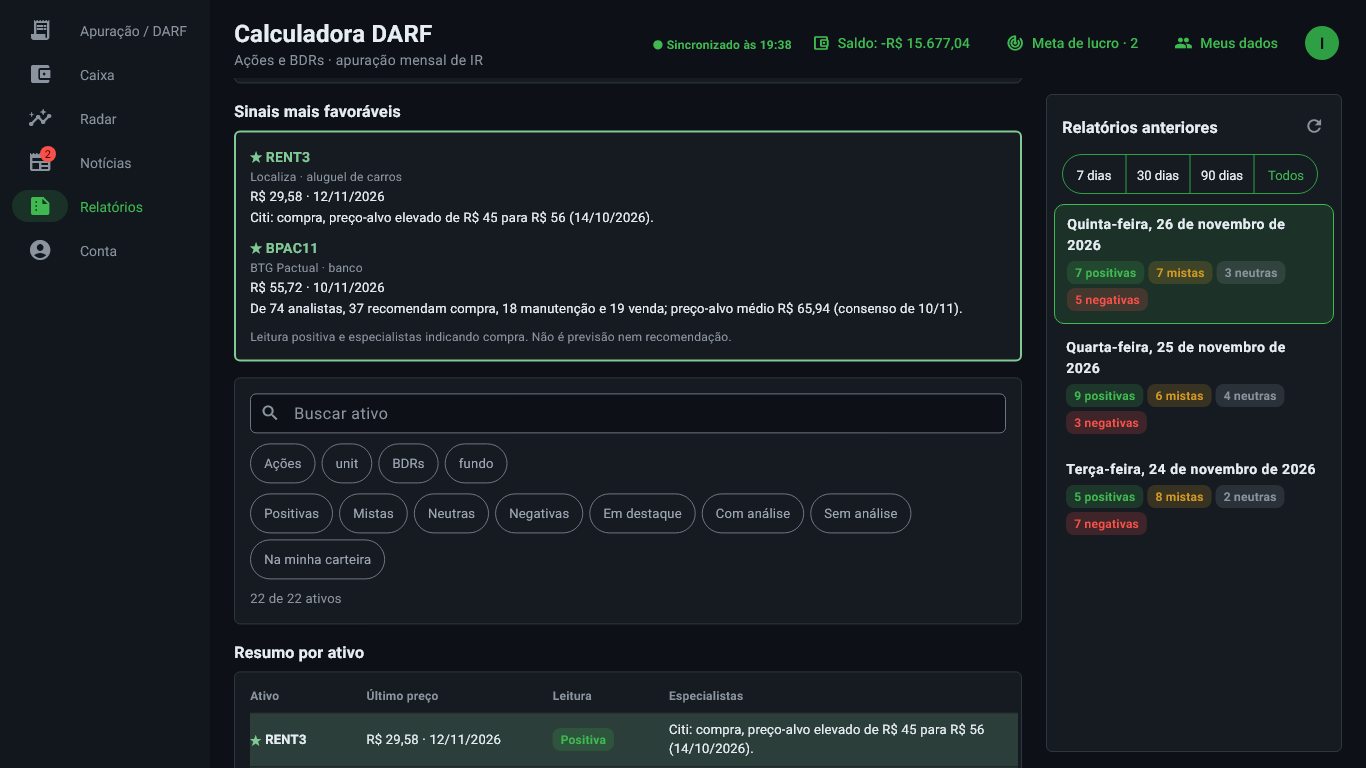 Apuração / DARF
Caixa
Radar
2
Notícias
Relatórios
Conta
Calculadora DARF
Ações e BDRs · apuração mensal de IR
Sincronizado às 19:38
Saldo: -R$ 15.677,04
Meta de lucro · 2
Meus dados
I
Sinais mais favoráveis
★ RENT3
Localiza · aluguel de carros
R$ 29,58 · 12/11/2026
Citi: compra, preço-alvo elevado de R$ 45 para R$ 56 (14/10/2026).
★ BPAC11
BTG Pactual · banco
R$ 55,72 · 10/11/2026
De 74 analistas, 37 recomendam compra, 18 manutenção e 19 venda; preço-alvo médio R$ 65,94 (consenso de 10/11).
Leitura positiva e especialistas indicando compra. Não é previsão nem recomendação.
Buscar ativo
Ações unit BDRs fundo
Positivas Mistas Neutras Negativas Em destaque Com análise Sem análise
Na minha carteira
22 de 22 ativos
Resumo por ativo
Ativo Último preço Leitura Especialistas
★ RENT3 R$ 29,58 · 12/11/2026 Positiva Citi: compra, preço-alvo elevado de R$ 45 para R$ 56
(14/10/2026).
Relatórios anteriores
7 dias 30 dias 90 dias Todos
Quinta-feira, 26 de novembro de
2026
7 positivas 7 mistas 3 neutras
5 negativas
Quarta-feira, 25 de novembro de
2026
9 positivas 6 mistas 4 neutras
3 negativas
Terça-feira, 24 de novembro de 2026
5 positivas 8 mistas 2 neutras
7 negativas